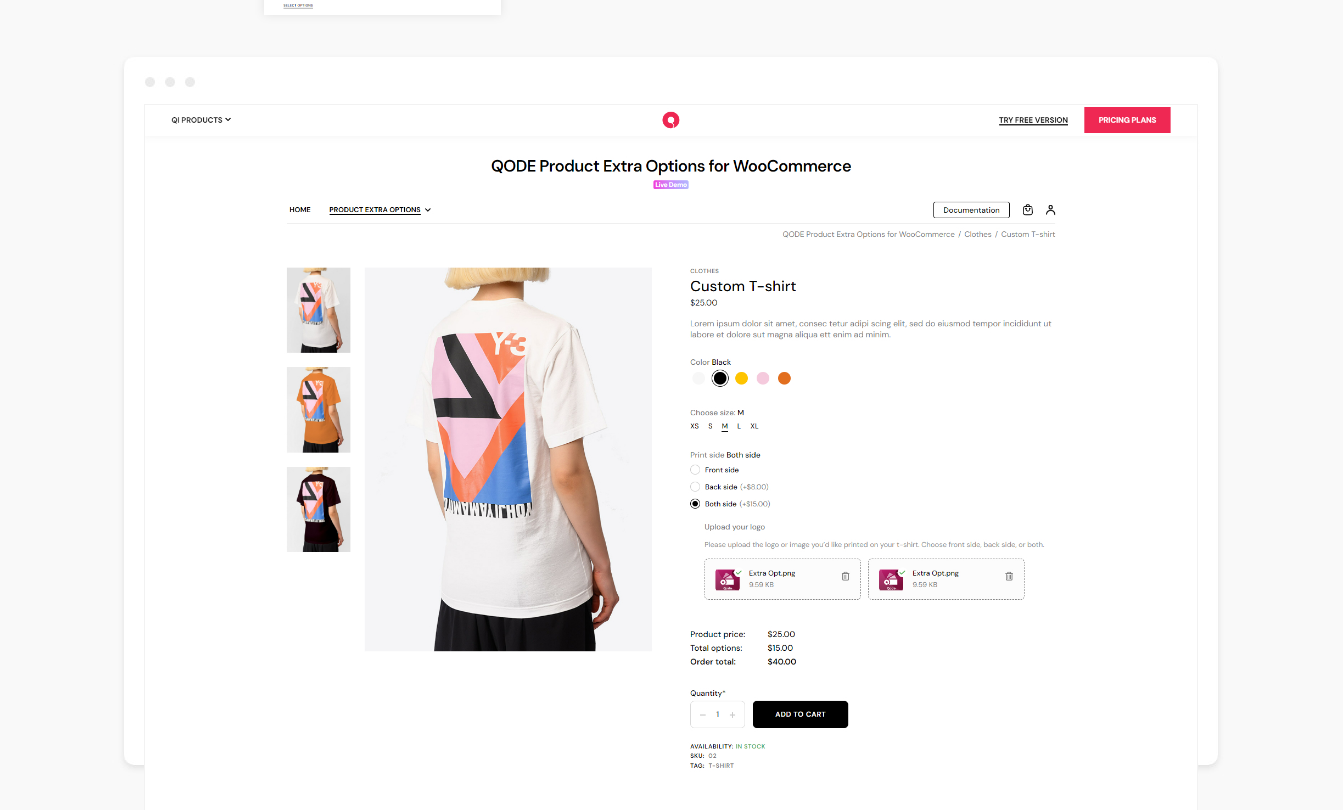 SELECT OPTIONS
QI PRODUCTS
TRY FREE VERSION
PRICING PLANS
QODE Product Extra Options for WooCommerce
Live Demo
HOME
PRODUCT EXTRA OPTIONS
Documentation
QODE Product Extra Options for WooCommerce / Clothes / Custom T-shirt
CLOTHES
Custom T-shirt
$25.00
Lorem ipsum dolor sit amet, consec tetur adipi scing elit, sed do eiusmod tempor incididunt ut
labore et dolore sut magna aliqua ett enim ad minim.
Y-3
YOHJI YAMAMOTO
Color Black
Choose size: M
XS S M L XL
Print side Both side
Front side
Back side (+$8.00)
Both side (+$15.00)
Upload your logo
Please upload the logo or image you'd like printed on your t-shirt. Choose front side, back side, or both.
Extra Opt.png
9.59 KB
Extra Opt.png
9.59 KB
Product price: $25.00
Total options: $15.00
Order total: $40.00
Quantity*
1
ADD TO CART
AVAILABILITY: IN STOCK
SKU: 02
TAG: T-SHIRT